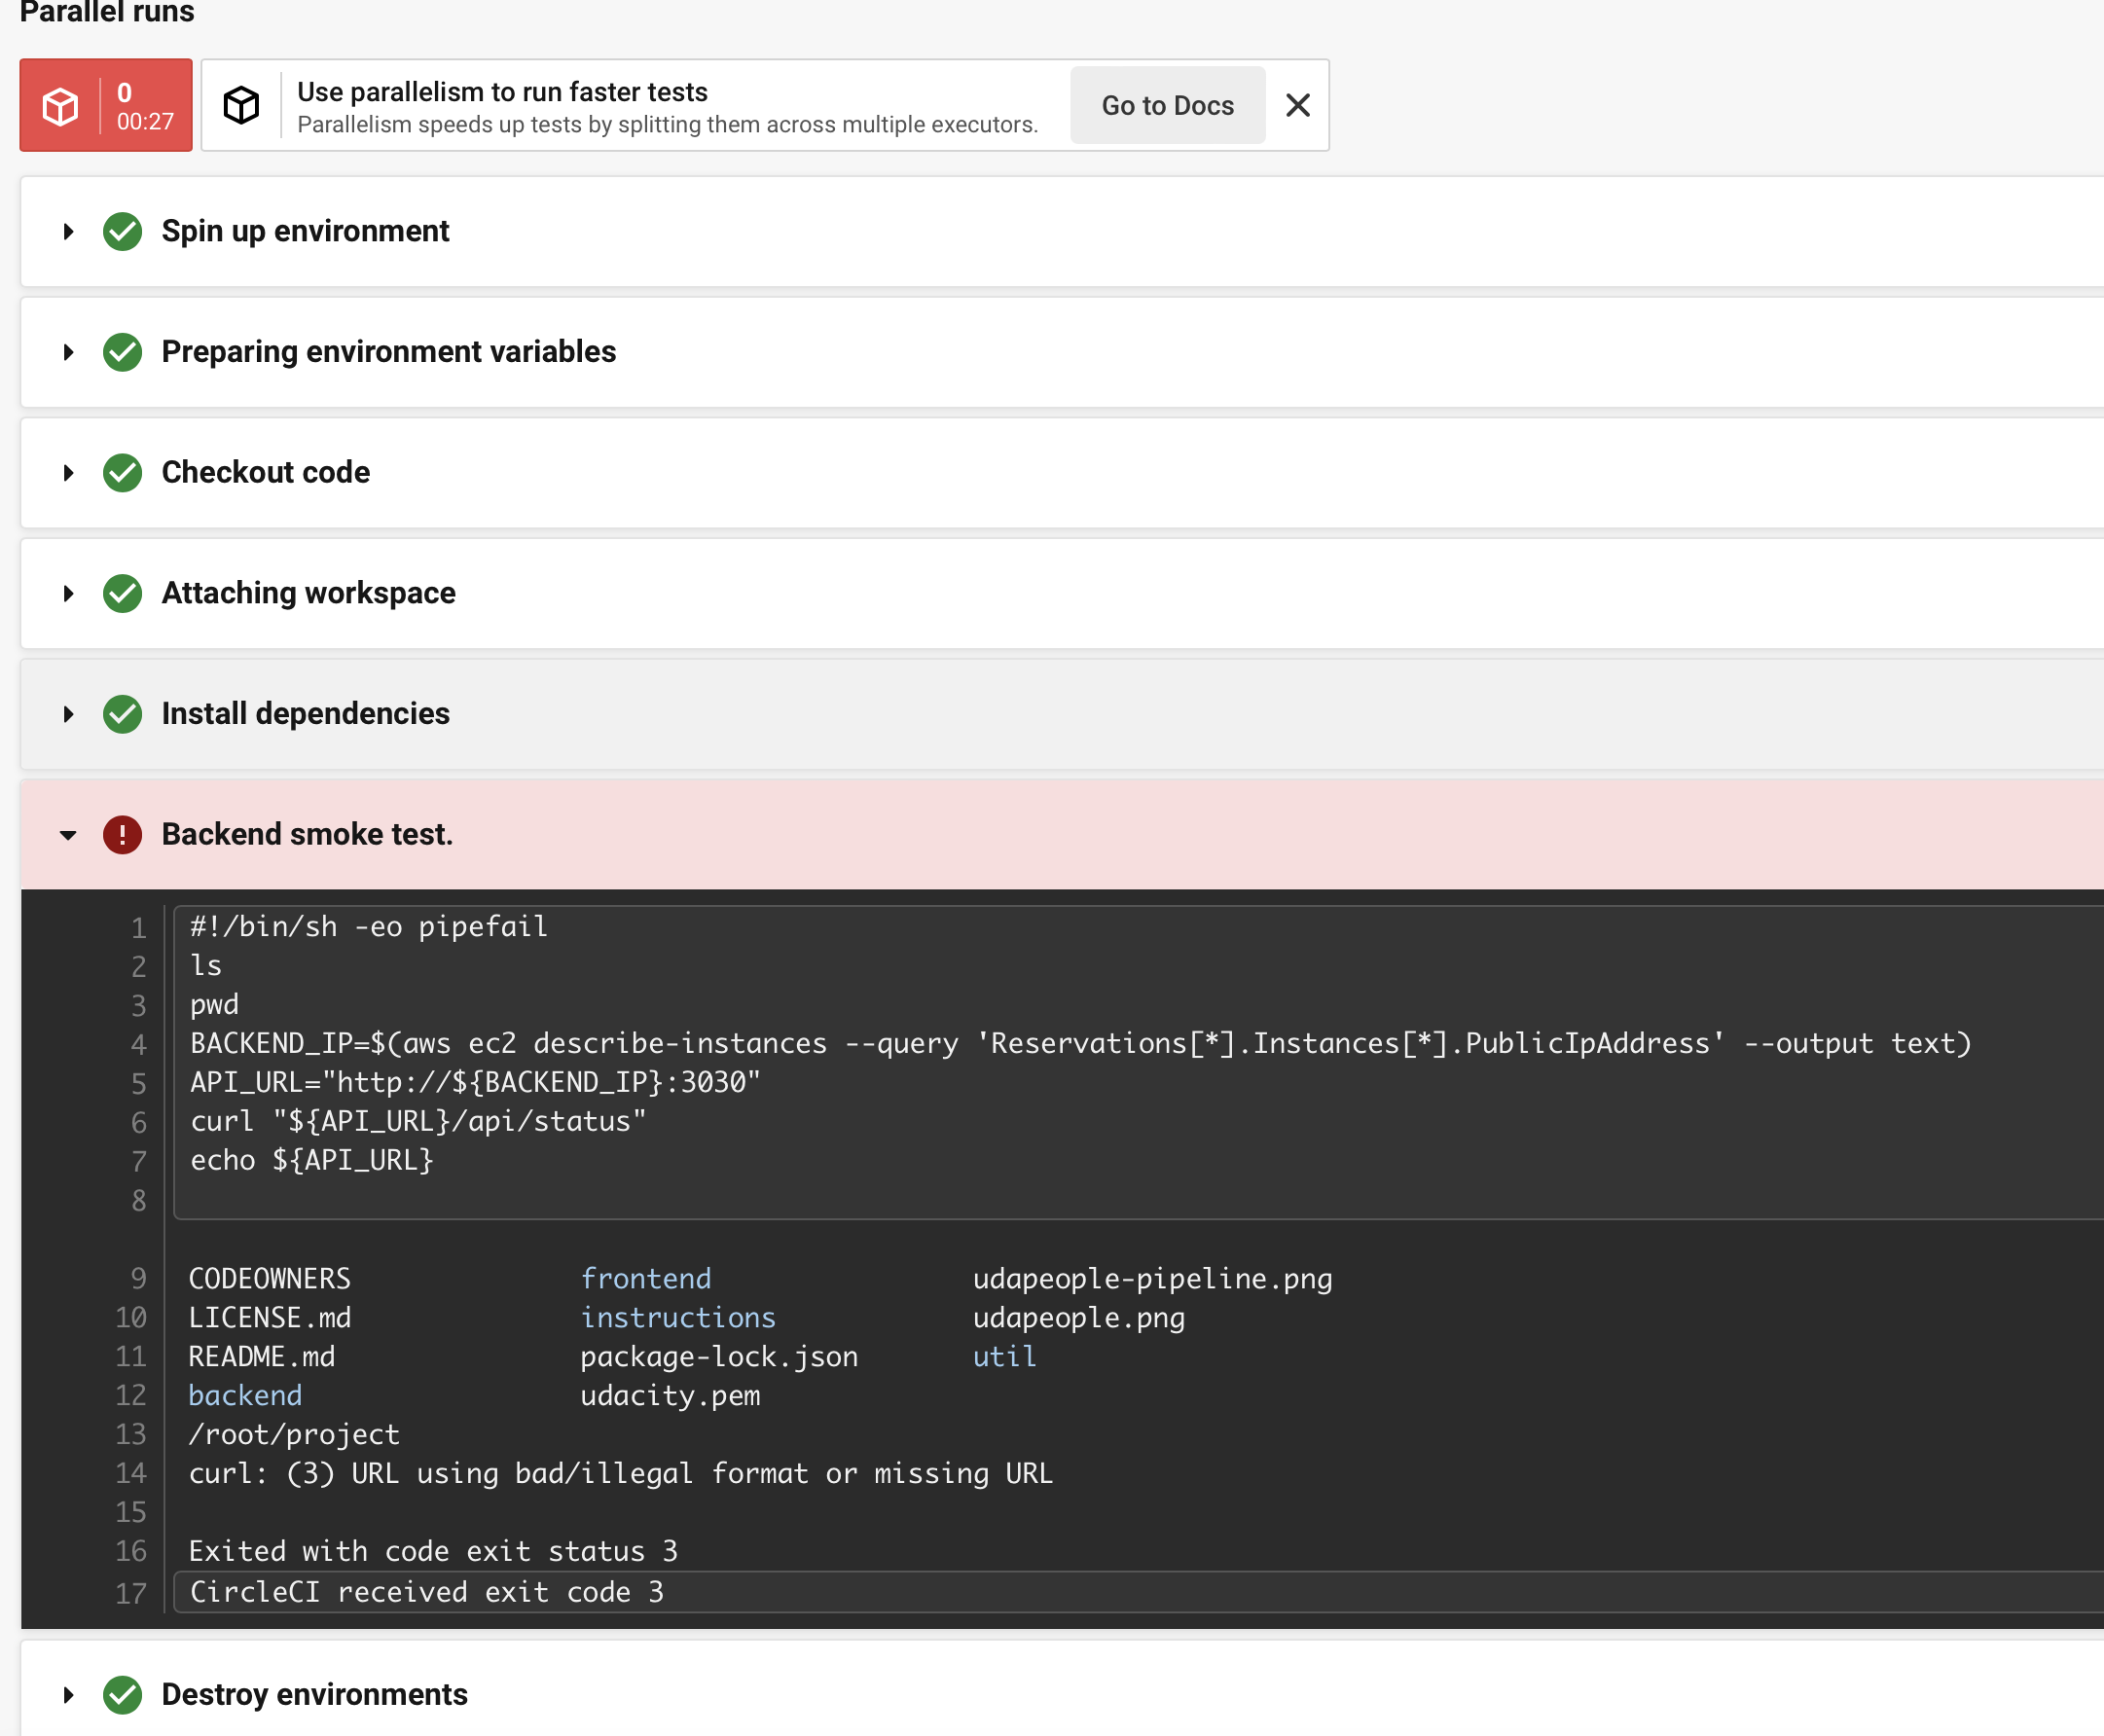 Parallel runs
0
00:27
Use parallelism to run faster tests
Parallelism speeds up tests by splitting them across multiple executors.
Go to Docs
Spin up environment
Preparing environment variables
Checkout code
Attaching workspace
Install dependencies
Backend smoke test.
1 #!/bin/sh -eo pipefail
2 ls
3 pwd
4 BACKEND_IP=$(aws ec2 describe-instances --query 'Reservations[*].Instances[*].PublicIpAddress' --output text)
5 API_URL="http://${BACKEND_IP}:3030"
6 curl "${API_URL}/api/status"
7 echo ${API_URL}
8
9 CODEOWNERS frontend udapeople-pipeline.png
10 LICENSE.md instructions udapeople.png
11 README.md package-lock.json util
12 backend udacity.pem
13 /root/project
14 curl: (3) URL using bad/illegal format or missing URL
15
16 Exited with code exit status 3
17 CircleCI received exit code 3
Destroy environments